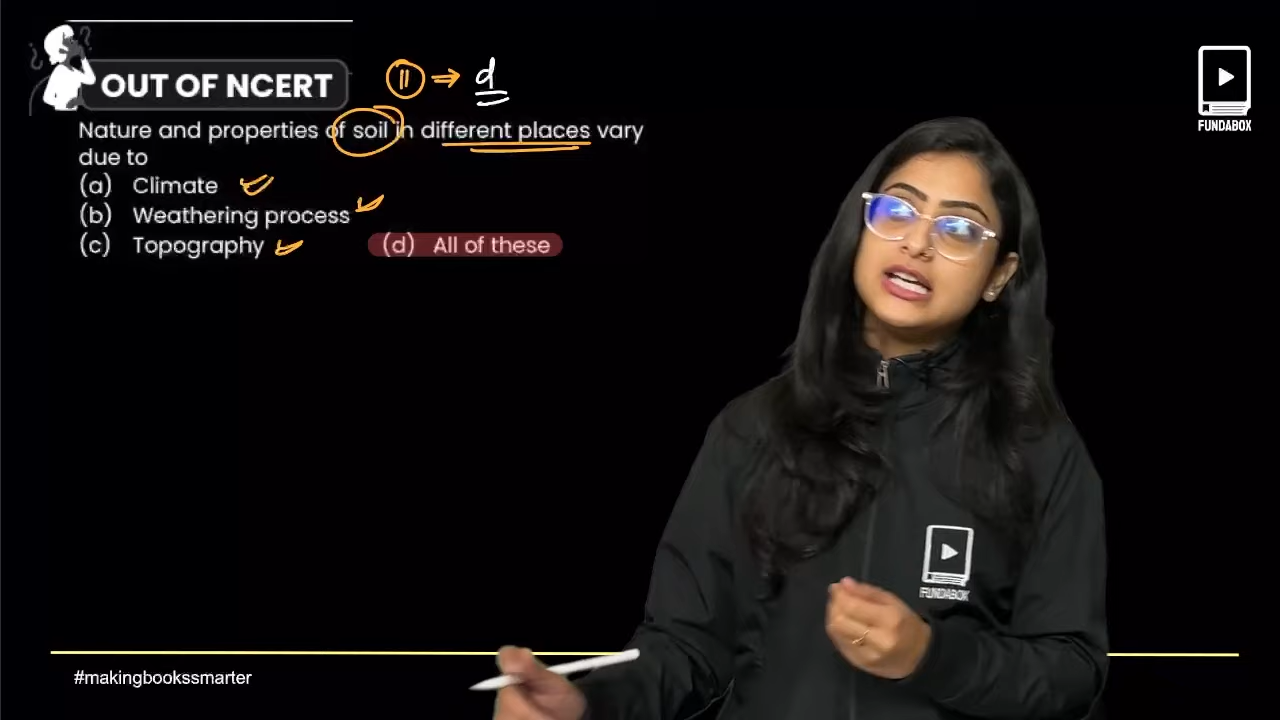 OUT OF NCERT
11 ⇒ d
Nature and properties of soil in different places vary
due to
(a) Climate ✓
(b) Weathering process ✓
(c) Topography ✓ (d) All of these
FUNDABOX
FUNDABOX
#makingbookssmarter